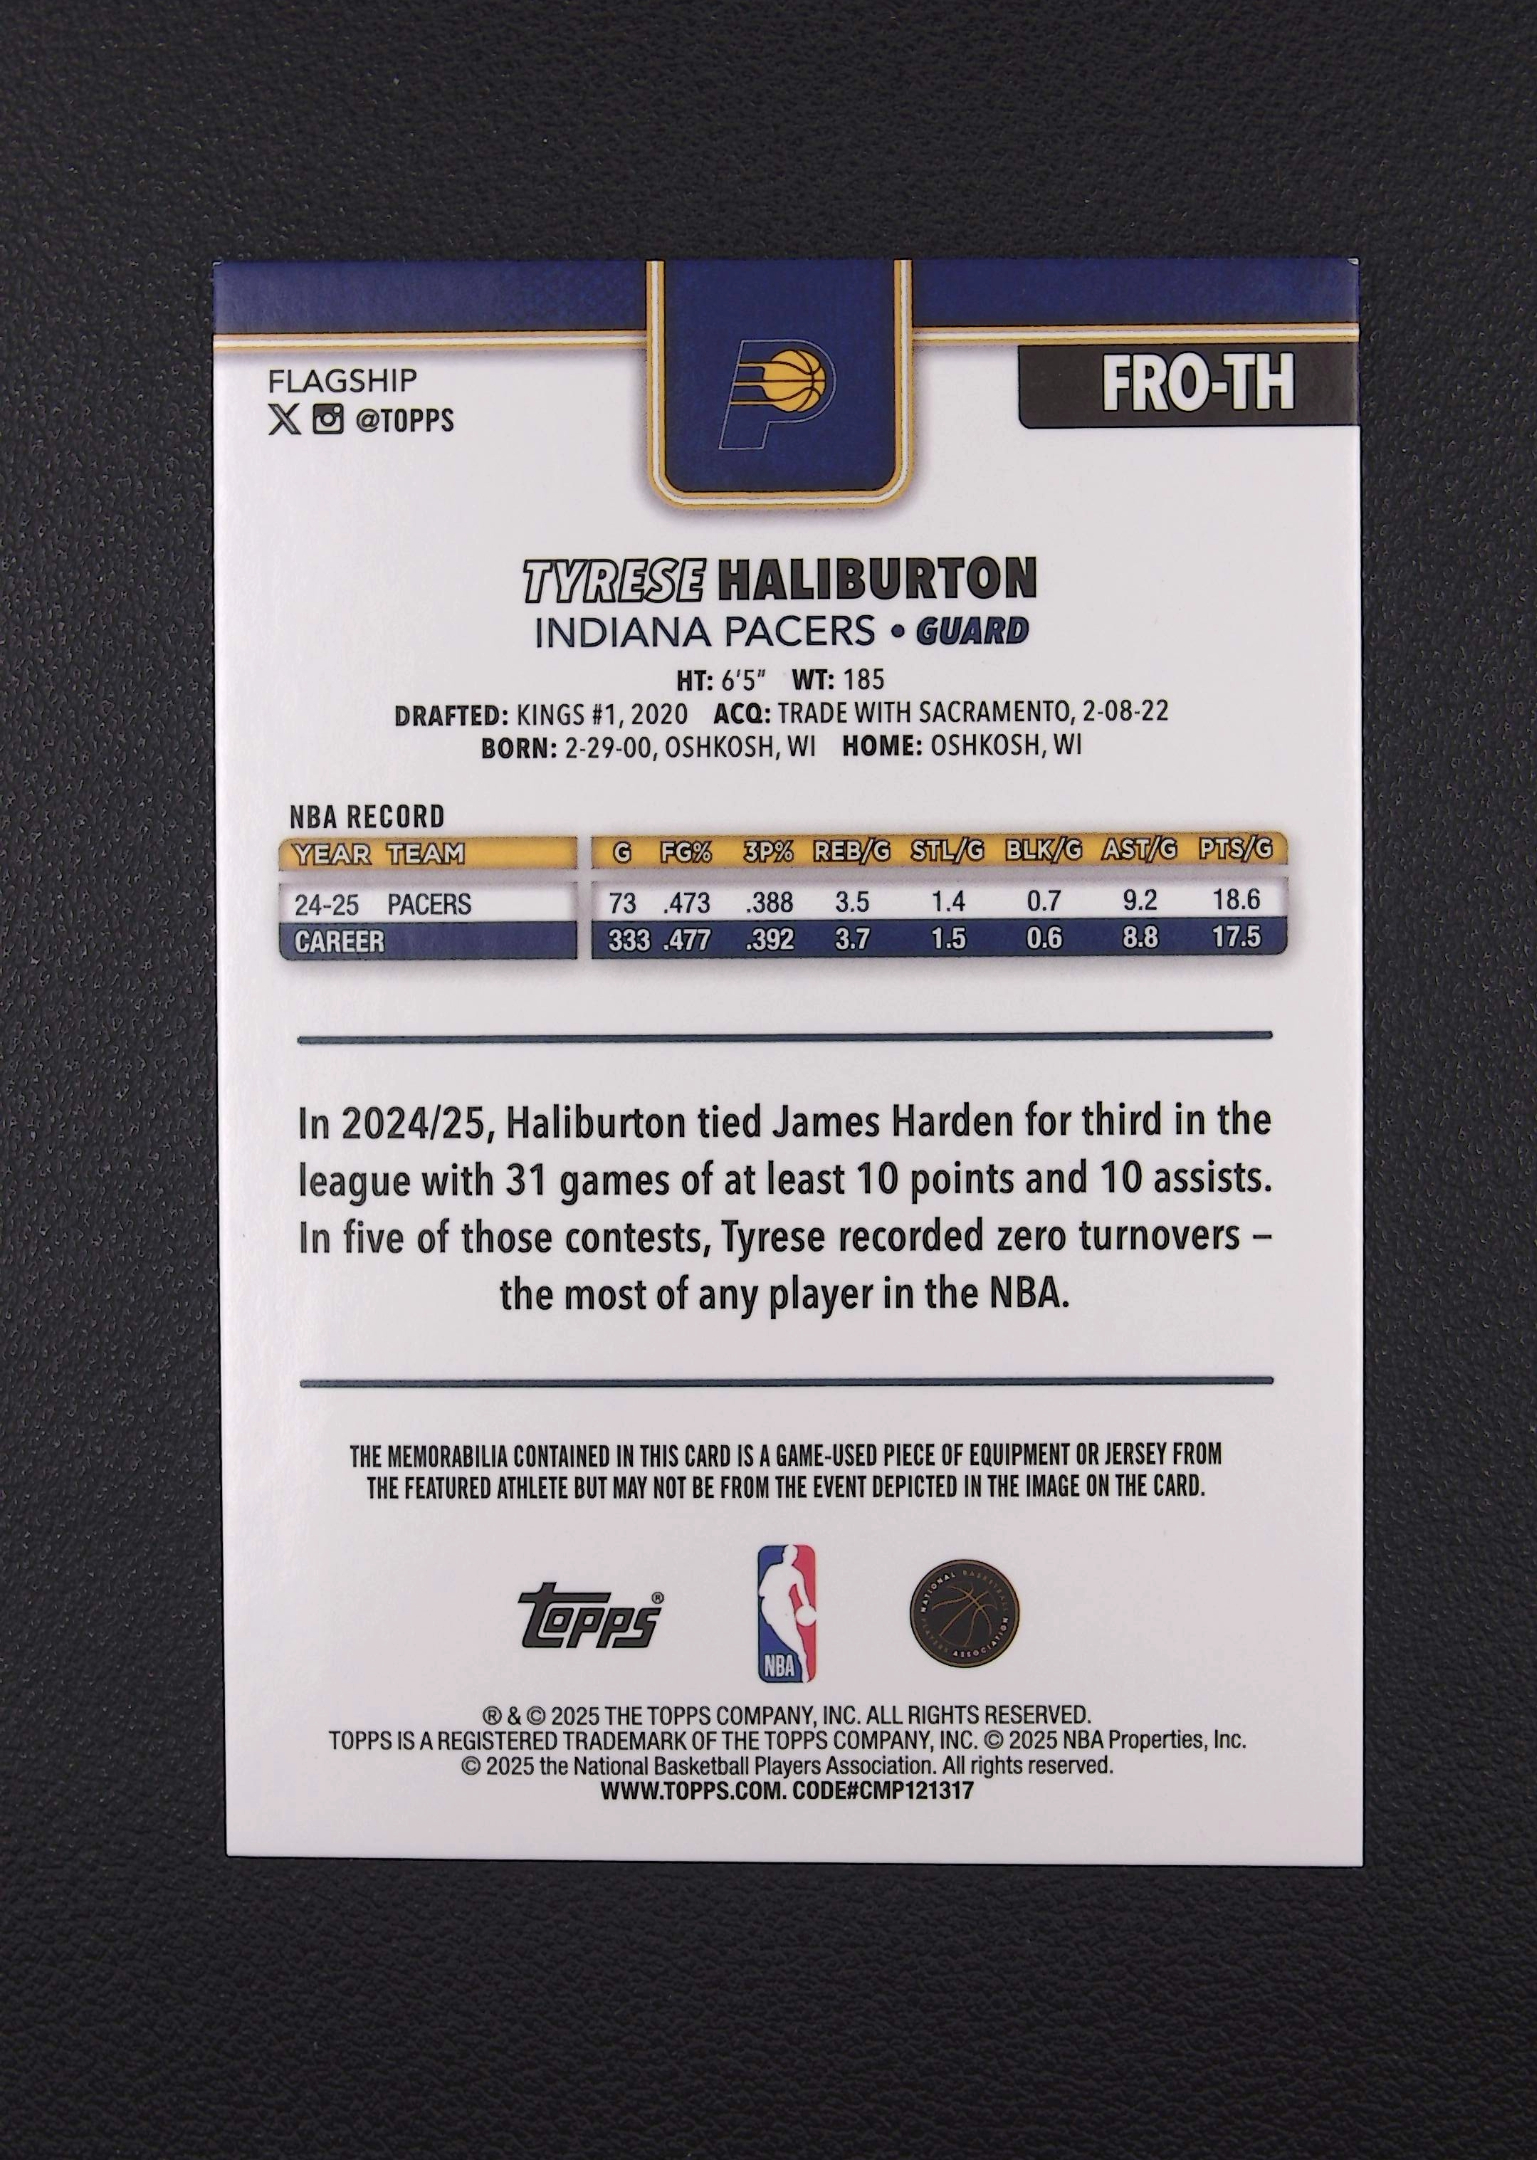 FLAGSHIP
@TOPPS
FRO-TH
TYRESE HALIBURTON
INDIANA PACERS • GUARD
HT: 6'5" WT: 185
DRAFTED: KINGS #1, 2020 ACQ: TRADE WITH SACRAMENTO, 2-08-22
BORN: 2-29-00, OSHKOSH, WI HOME: OSHKOSH, WI
NBA RECORD
YEAR TEAM G FG% 3P% REB/G STL/G BLK/G AST/G PTS/G
24-25 PACERS 73 .473 .388 3.5 1.4 0.7 9.2 18.6
CAREER 333 .477 .392 3.7 1.5 0.6 8.8 17.5
In 2024/25, Haliburton tied James Harden for third in the
league with 31 games of at least 10 points and 10 assists.
In five of those contests, Tyrese recorded zero turnovers –
the most of any player in the NBA.
THE MEMORABILIA CONTAINED IN THIS CARD IS A GAME-USED PIECE OF EQUIPMENT OR JERSEY FROM
THE FEATURED ATHLETE BUT MAY NOT BE FROM THE EVENT DEPICTED IN THE IMAGE ON THE CARD.
topps®
NBA
NATIONAL BASKETBALL PLAYERS ASSOCIATION
® & © 2025 THE TOPPS COMPANY, INC. ALL RIGHTS RESERVED.
TOPPS IS A REGISTERED TRADEMARK OF THE TOPPS COMPANY, INC. © 2025 NBA Properties, Inc.
© 2025 the National Basketball Players Association. All rights reserved.
WWW.TOPPS.COM. CODE#CMP121317